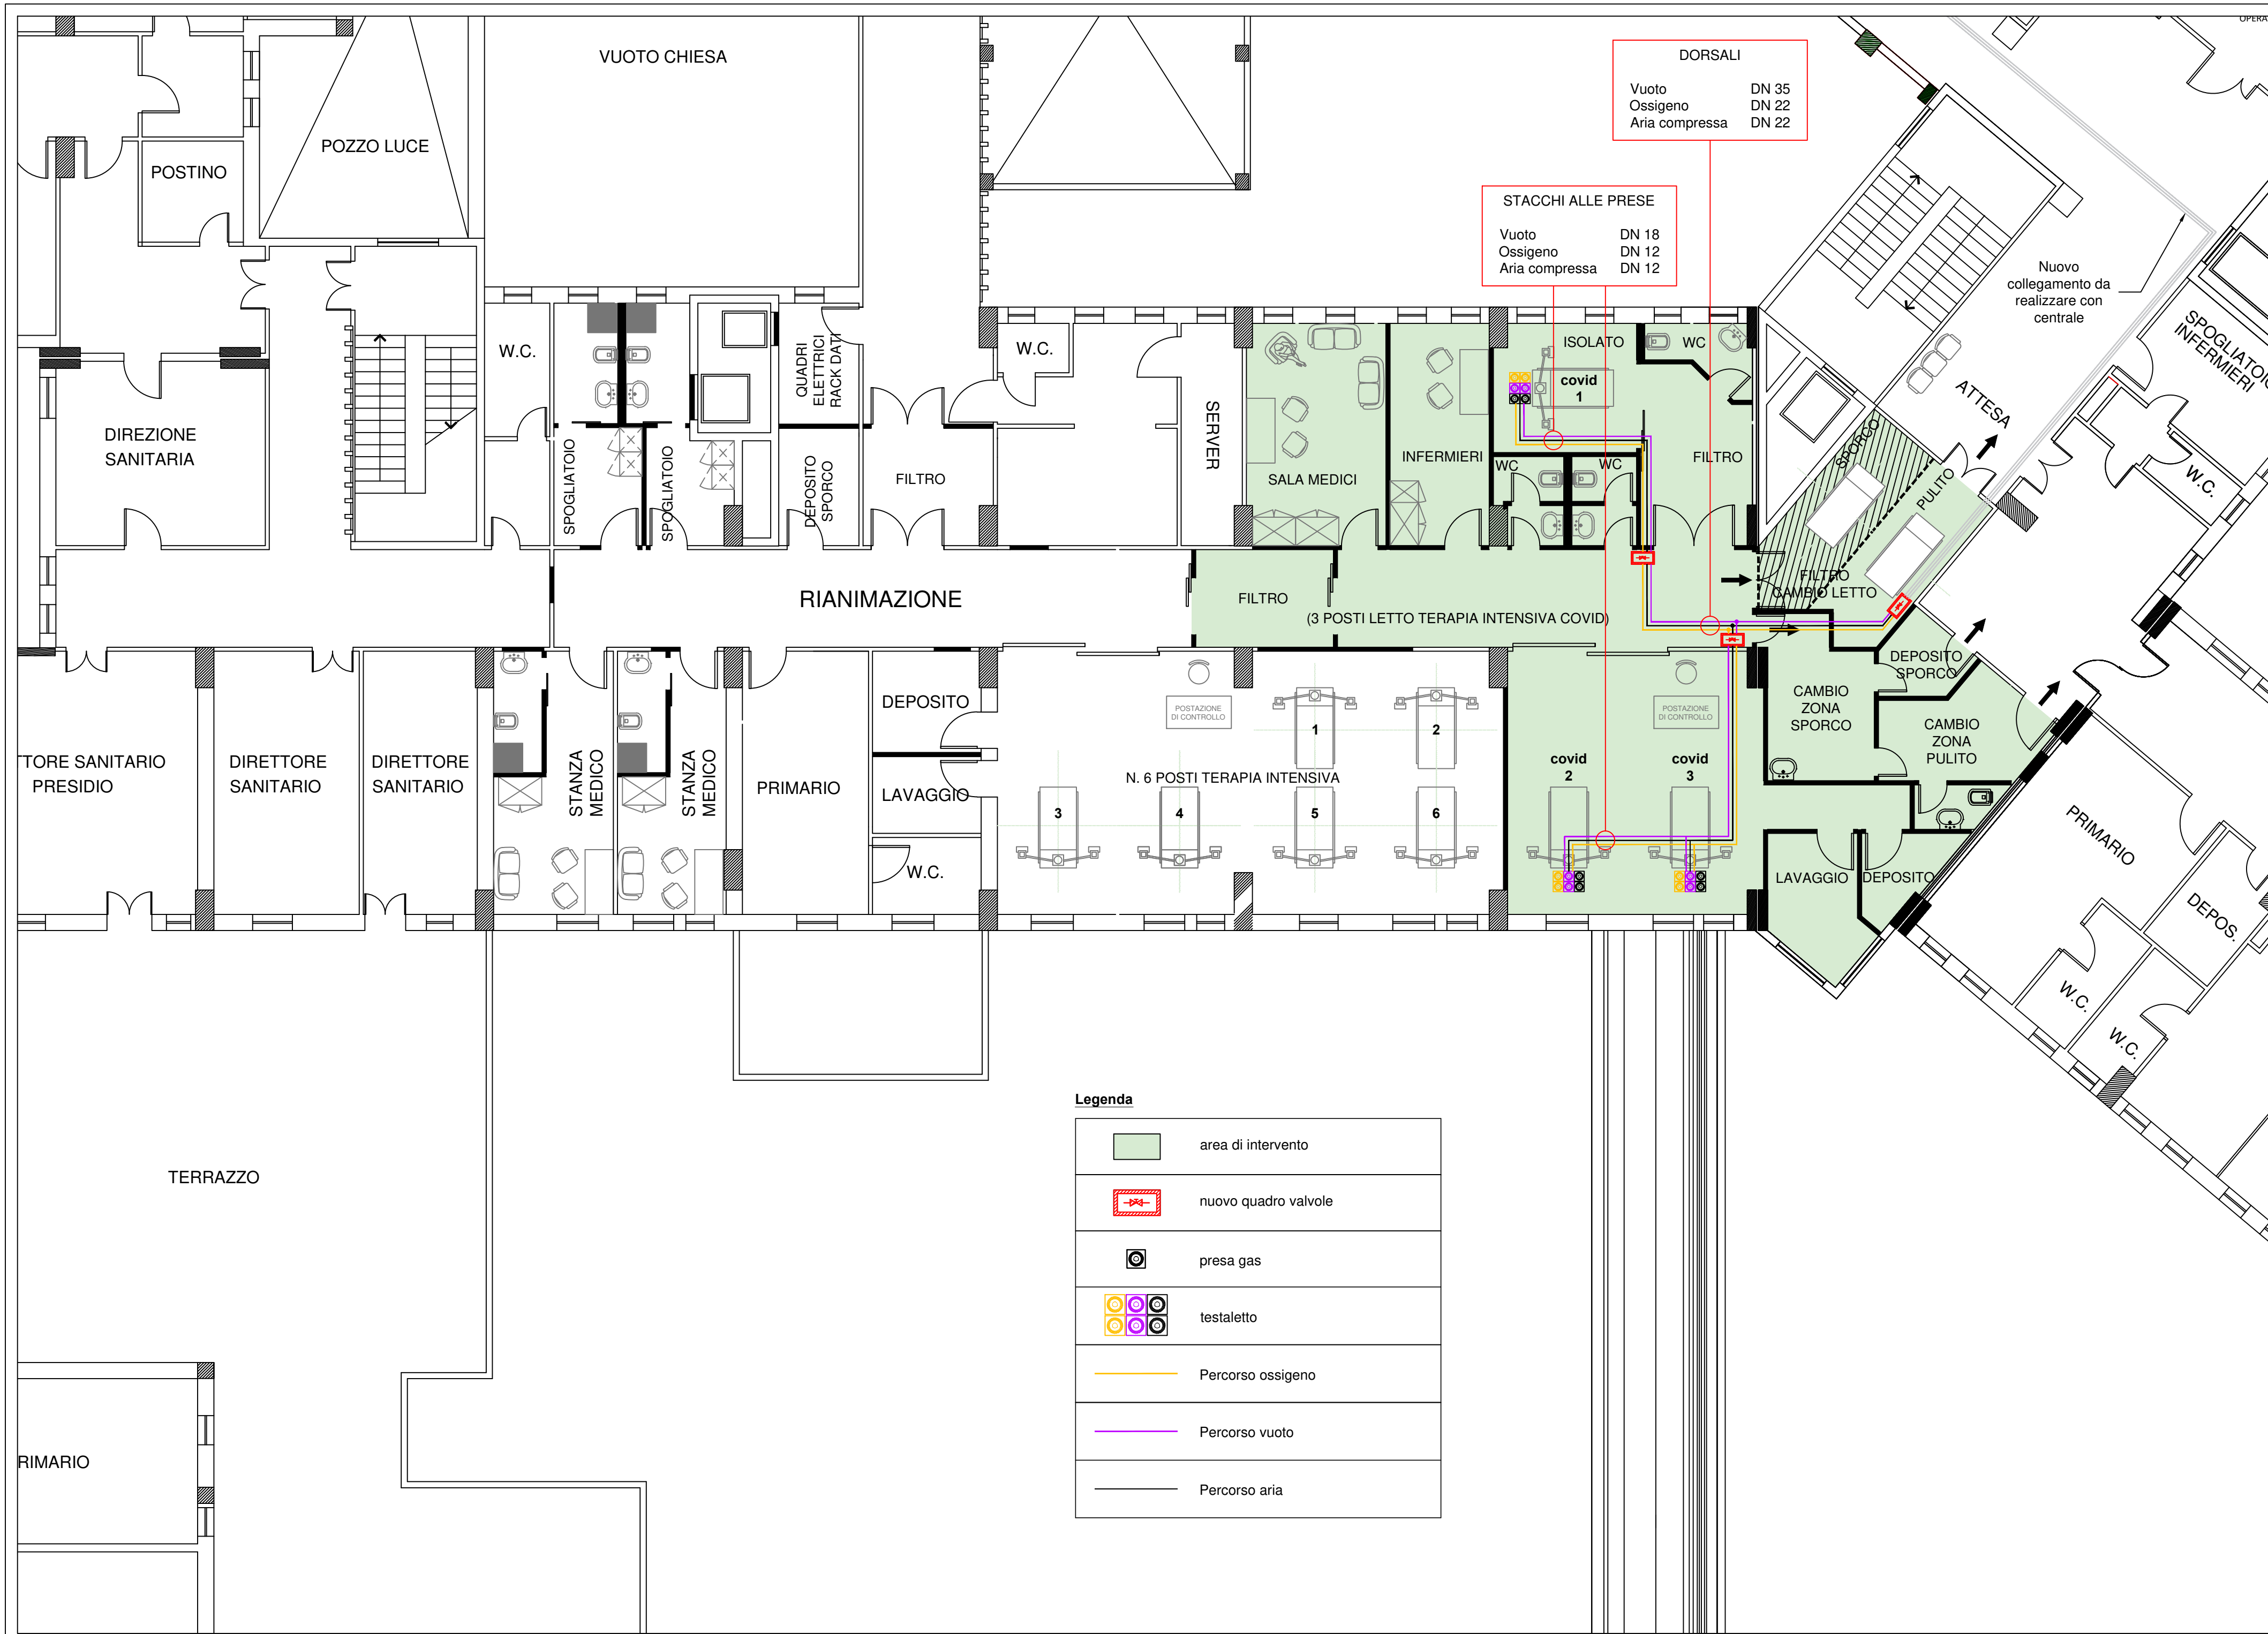 OPERA
VUOTO CHIESA
DORSALI
Vuoto DN 35
Ossigeno DN 22
Aria compressa DN 22
POZZO LUCE
POSTINO
STACCHI ALLE PRESE
Vuoto DN 18
Ossigeno DN 12
Aria compressa DN 12
Nuovo
collegamento da
realizzare con
centrale
SPOGLIATOIO
INFERMIERI
ATTESA
W.C.
QUADRI
ELETTRICI
RACK DATI
W.C.
SERVER
ISOLATO
WC
covid
1
DIREZIONE
SANITARIA
SPOGLIATOIO
SPOGLIATOIO
DEPOSITO
SPORCO
FILTRO
SALA MEDICI
INFERMIERI
WC
WC
FILTRO
SPORCO
PULITO
W.C.
RIANIMAZIONE
FILTRO
(3 POSTI LETTO TERAPIA INTENSIVA COVID)
FILTRO
CAMBIO LETTO
DEPOSITO
SPORCO
CAMBIO
ZONA
SPORCO
CAMBIO
ZONA
PULITO
TTORE SANITARIO
PRESIDIO
DIRETTORE
SANITARIO
DIRETTORE
SANITARIO
STANZA
MEDICO
STANZA
MEDICO
PRIMARIO
DEPOSITO
LAVAGGIO
W.C.
POSTAZIONE
DI CONTROLLO
1
2
N. 6 POSTI TERAPIA INTENSIVA
3
4
5
6
POSTAZIONE
DI CONTROLLO
covid
2
covid
3
LAVAGGIO
DEPOSITO
PRIMARIO
DEPOS.
W.C.
W.C.
TERRAZZO
RIMARIO
Legenda
area di intervento
nuovo quadro valvole
presa gas
testaletto
Percorso ossigeno
Percorso vuoto
Percorso aria